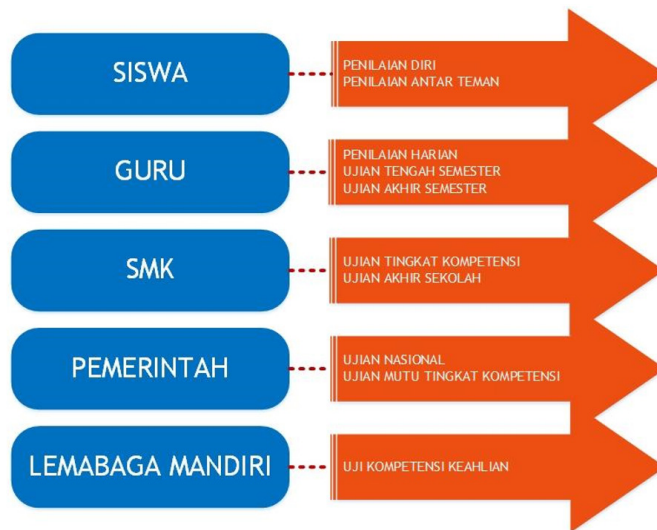 SISWA
PENILAIAN DIRI
PENILAIAN ANTAR TEMAN
GURU
PENILAIAN HARIAN
UJIAN TENGAH SEMESTER
UJIAN AKHIR SEMESTER
SMK
UJIAN TINGKAT KOMPETENSI
UJIAN AKHIR SEKOLAH
PEMERINTAH
UJIAN NASIONAL
UJIAN MUTU TINGKAT KOMPETENSI
LEMABAGA MANDIRI
UJI KOMPETENSI KEAHLIAN